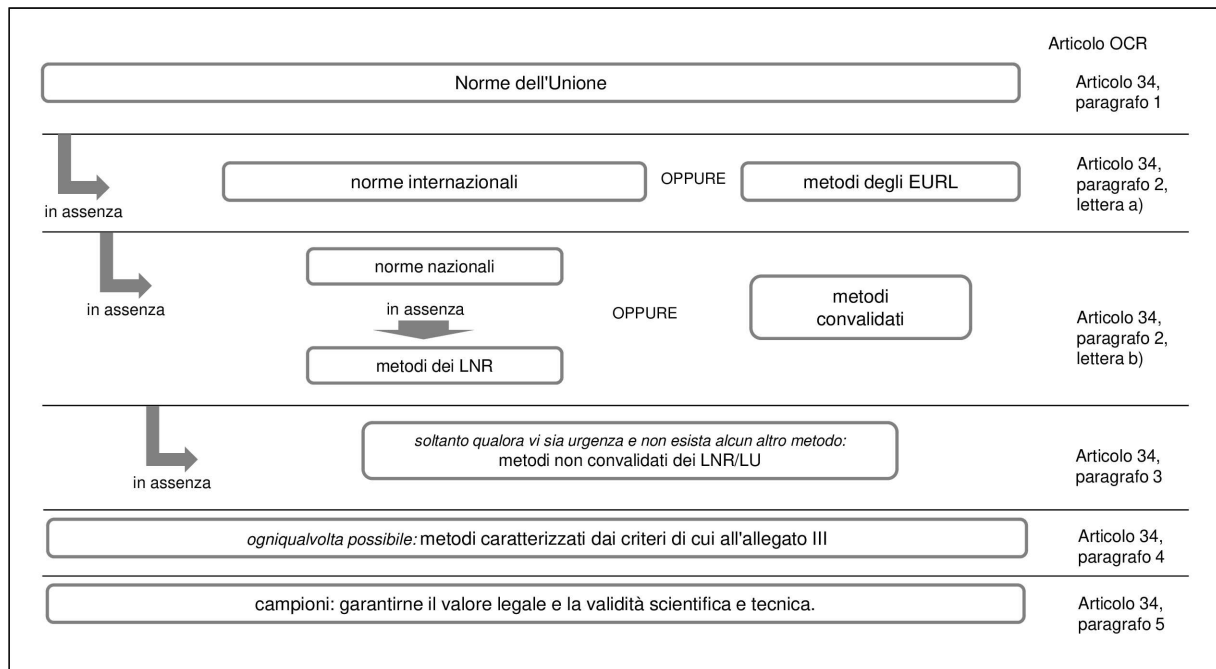 Articolo OCR
Norme dell'Unione
Articolo 34,
paragrafo 1
in assenza
norme internazionali
OPPURE
metodi degli EURL
Articolo 34,
paragrafo 2,
lettera a)
in assenza
norme nazionali
in assenza
metodi dei LNR
OPPURE
metodi
convalidati
Articolo 34,
paragrafo 2,
lettera b)
in assenza
soltanto qualora vi sia urgenza e non esista alcun altro metodo:
metodi non convalidati dei LNR/LU
Articolo 34,
paragrafo 3
ogniqualvolta possibile: metodi caratterizzati dai criteri di cui all'allegato III
Articolo 34,
paragrafo 4
campioni: garantirne il valore legale e la validità scientifica e tecnica.
Articolo 34,
paragrafo 5